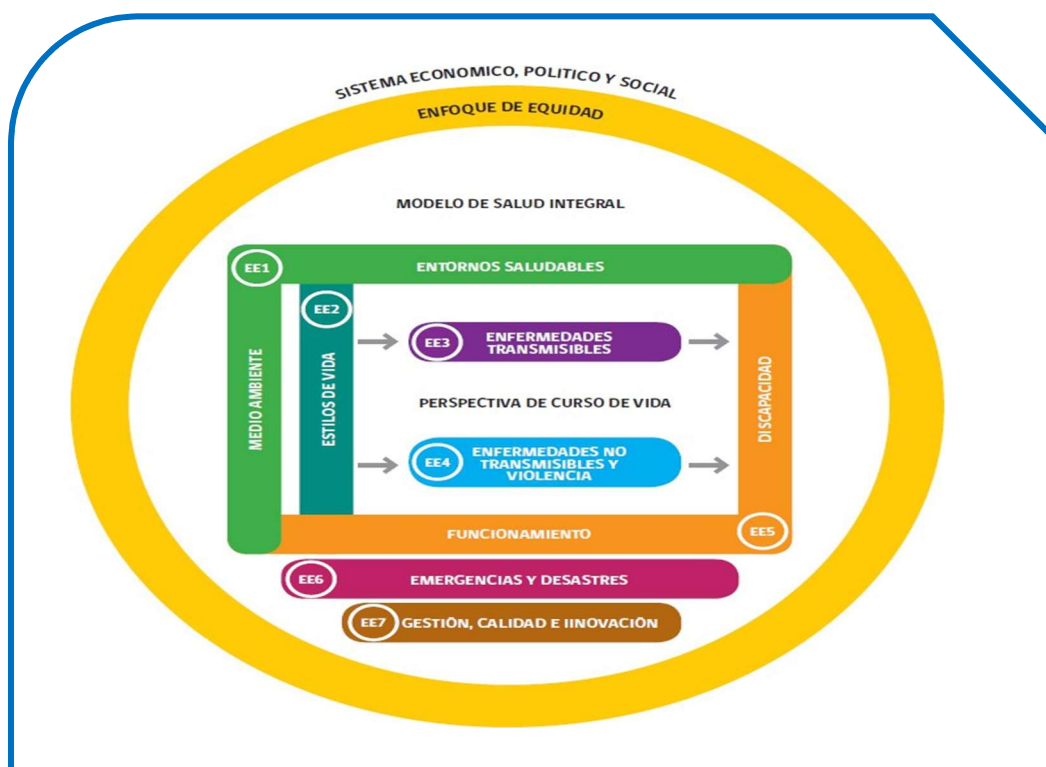 SISTEMA ECONOMICO, POLITICO Y SOCIAL
ENFOQUE DE EQUIDAD
MODELO DE SALUD INTEGRAL
EE1
ENTORNOS SALUDABLES
MEDIO AMBIENTE
EE2
ESTILOS DE VIDA
EE3
ENFERMEDADES
TRANSMISIBLES
PERSPECTIVA DE CURSO DE VIDA
EE4
ENFERMEDADES NO
TRANSMISIBLES Y
VIOLENCIA
DISCAPACIDAD
FUNCIONAMIENTO
EE5
EE6
EMERGENCIAS Y DESASTRES
EE7
GESTIÓN, CALIDAD E IINOVACIÓN